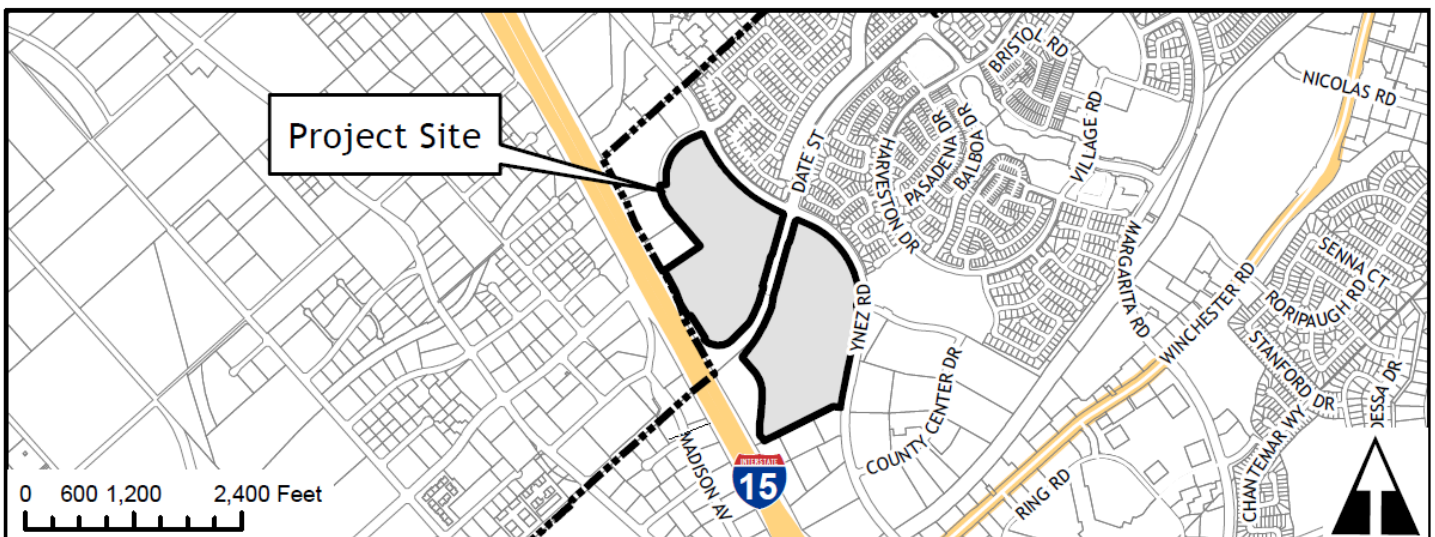 Project Site
BRISTOL RD
NICOLAS RD
DATE ST
HARVESTON DR
PASADENA DR
BALBOA DR
VILLAGE RD
MARGARITA RD
WINCHESTER RD
SENNA CT
RORIPAUGH RD
STANFORD DR
ESSA DR
YNEZ RD
COUNTY CENTER DR
CHANTEMAR WY
RING RD
MADISON AV
INTERSTATE
15
0 600 1,200 2,400 Feet